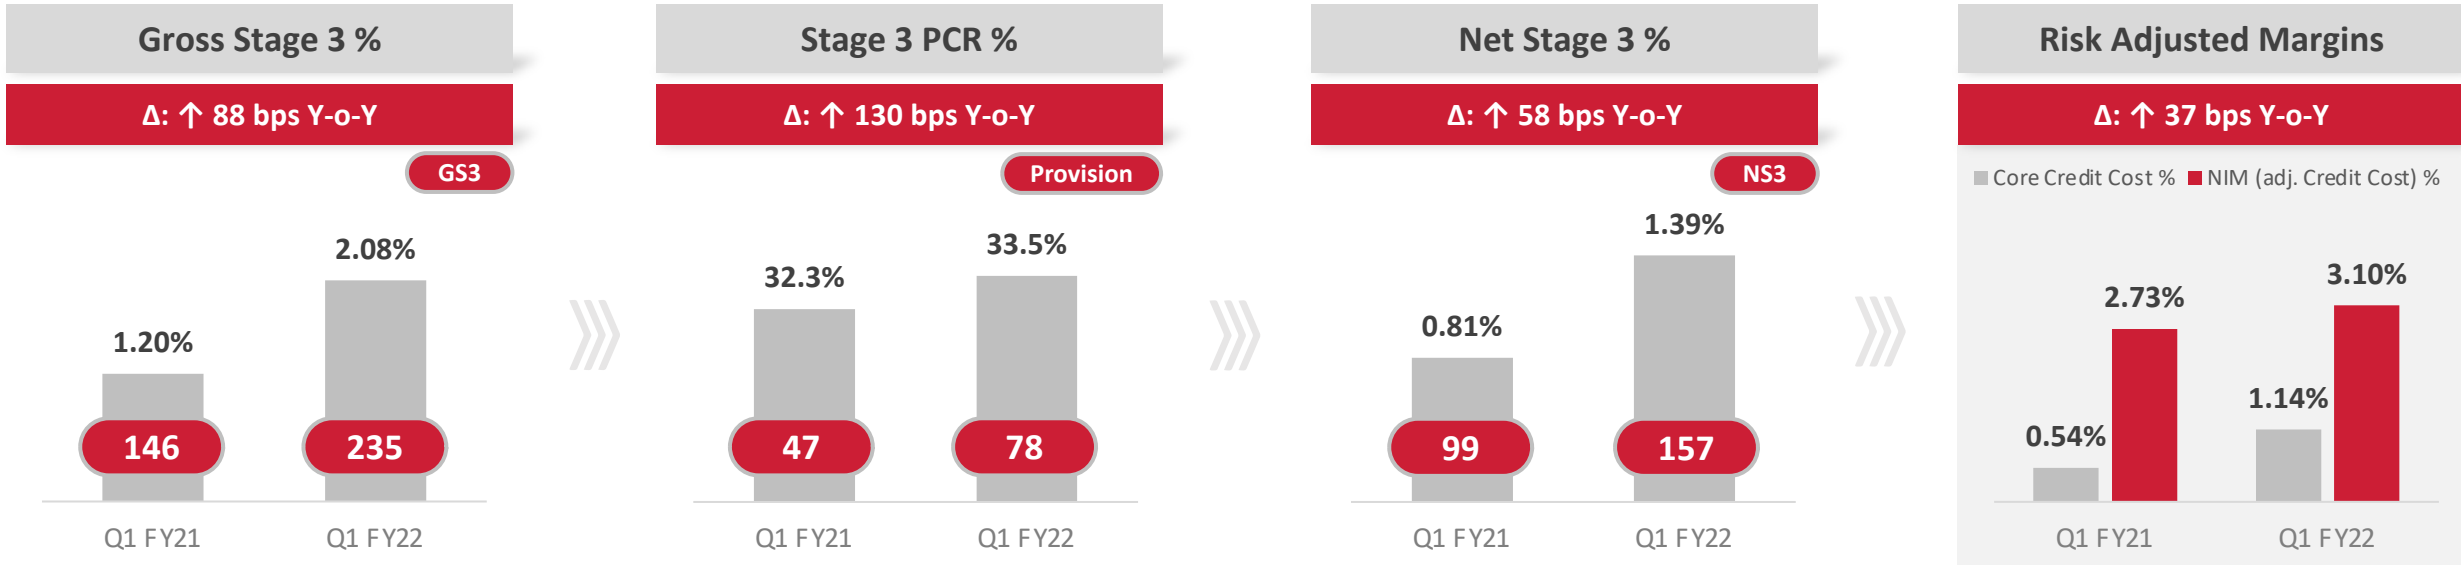 Gross Stage 3 %
Δ: ↑ 88 bps Y-o-Y
GS3
2.08%
1.20%
146
235
Q1 FY21
Q1 FY22
Stage 3 PCR %
Δ: ↑ 130 bps Y-o-Y
Provision
33.5%
32.3%
47
78
Q1 FY21
Q1 FY22
Net Stage 3 %
Δ: ↑ 58 bps Y-o-Y
NS3
1.39%
0.81%
99
157
Q1 FY21
Q1 FY22
Risk Adjusted Margins
Δ: ↑ 37 bps Y-o-Y
Core Credit Cost %
NIM (adj. Credit Cost) %
3.10%
2.73%
1.14%
0.54%
Q1 FY21
Q1 FY22